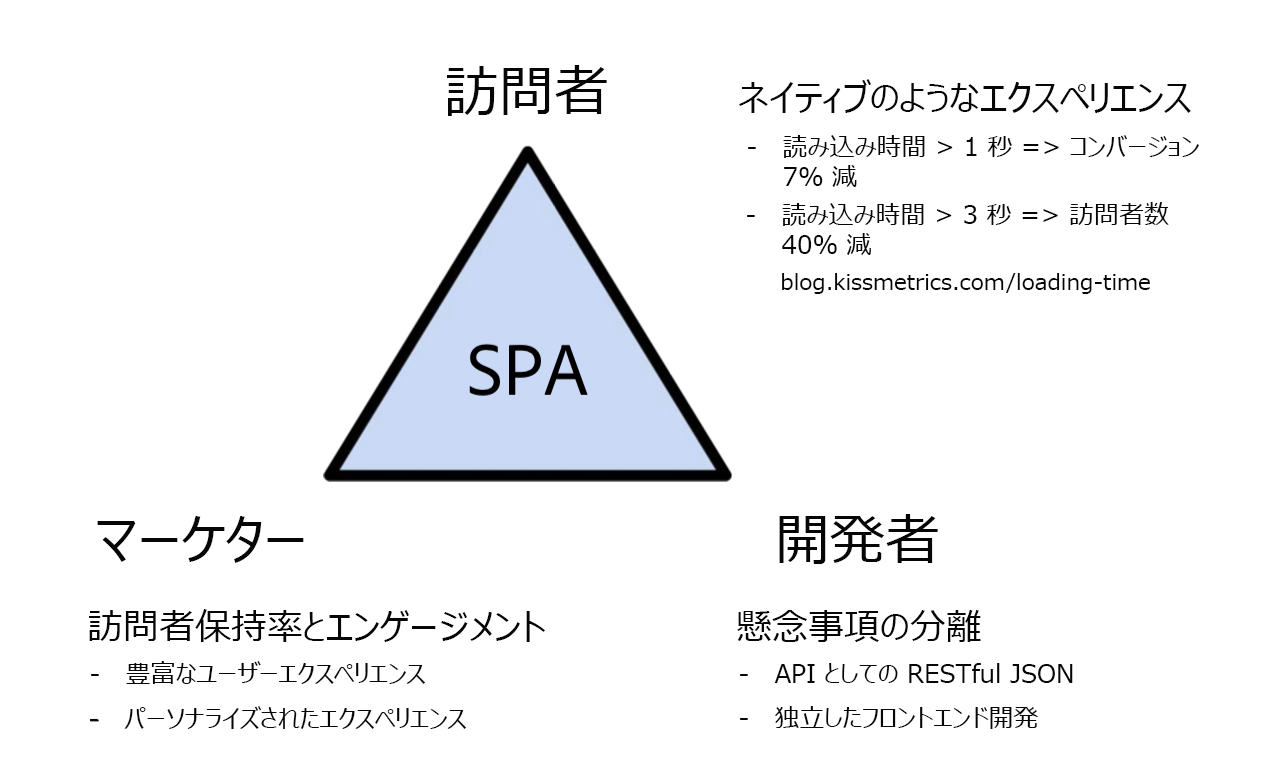 訪問者
ネイティブのようなエクスペリエンス
- 読み込み時間 > 1 秒 => コンバージョン
7% 減
- 読み込み時間 > 3 秒 => 訪問者数
40% 減
blog.kissmetrics.com/loading-time
SPA
マーケター
訪問者保持率とエンゲージメント
- 豊富なユーザーエクスペリエンス
- パーソナライズされたエクスペリエンス
開発者
懸念事項の分離
- API としての RESTful JSON
- 独立したフロントエンド開発